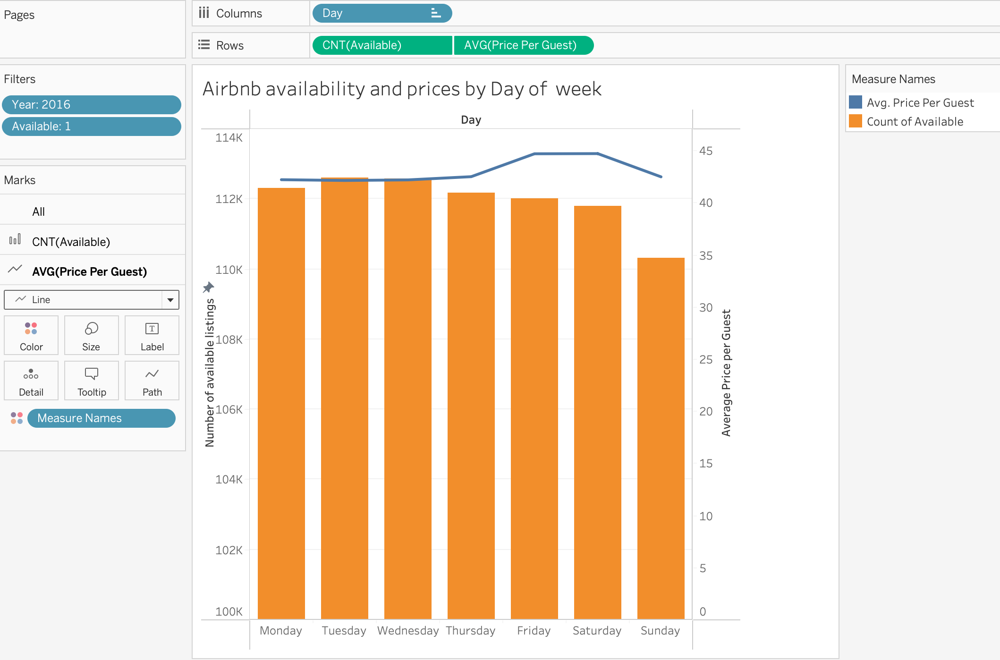 Pages
Columns
Day
Rows
CNT(Available)
AVG(Price Per Guest)
Filters
Year: 2016
Available: 1
Marks
All
CNT(Available)
AVG(Price Per Guest)
Line
Color
Size
T
Label
Detail
Tooltip
Path
Measure Names
Airbnb availability and prices by Day of week
Day
114K
112K
110K
108K
106K
104K
102K
100K
Number of available listings
45
40
35
30
25
20
15
10
5
0
Average Price per Guest
Monday
Tuesday
Wednesday
Thursday
Friday
Saturday
Sunday
Measure Names
Avg. Price Per Guest
Count of Available